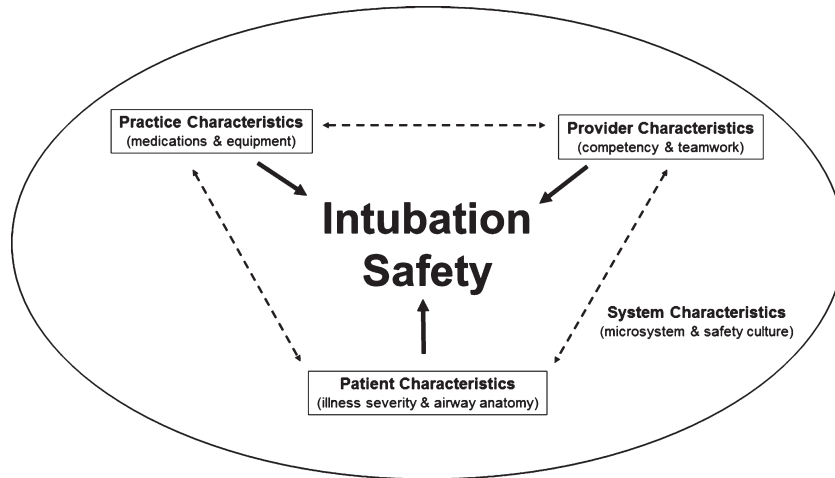 Practice Characteristics
(medications & equipment)
Provider Characteristics
(competency & teamwork)
Intubation
Safety
System Characteristics
(microsystem & safety culture)
Patient Characteristics
(illness severity & airway anatomy)